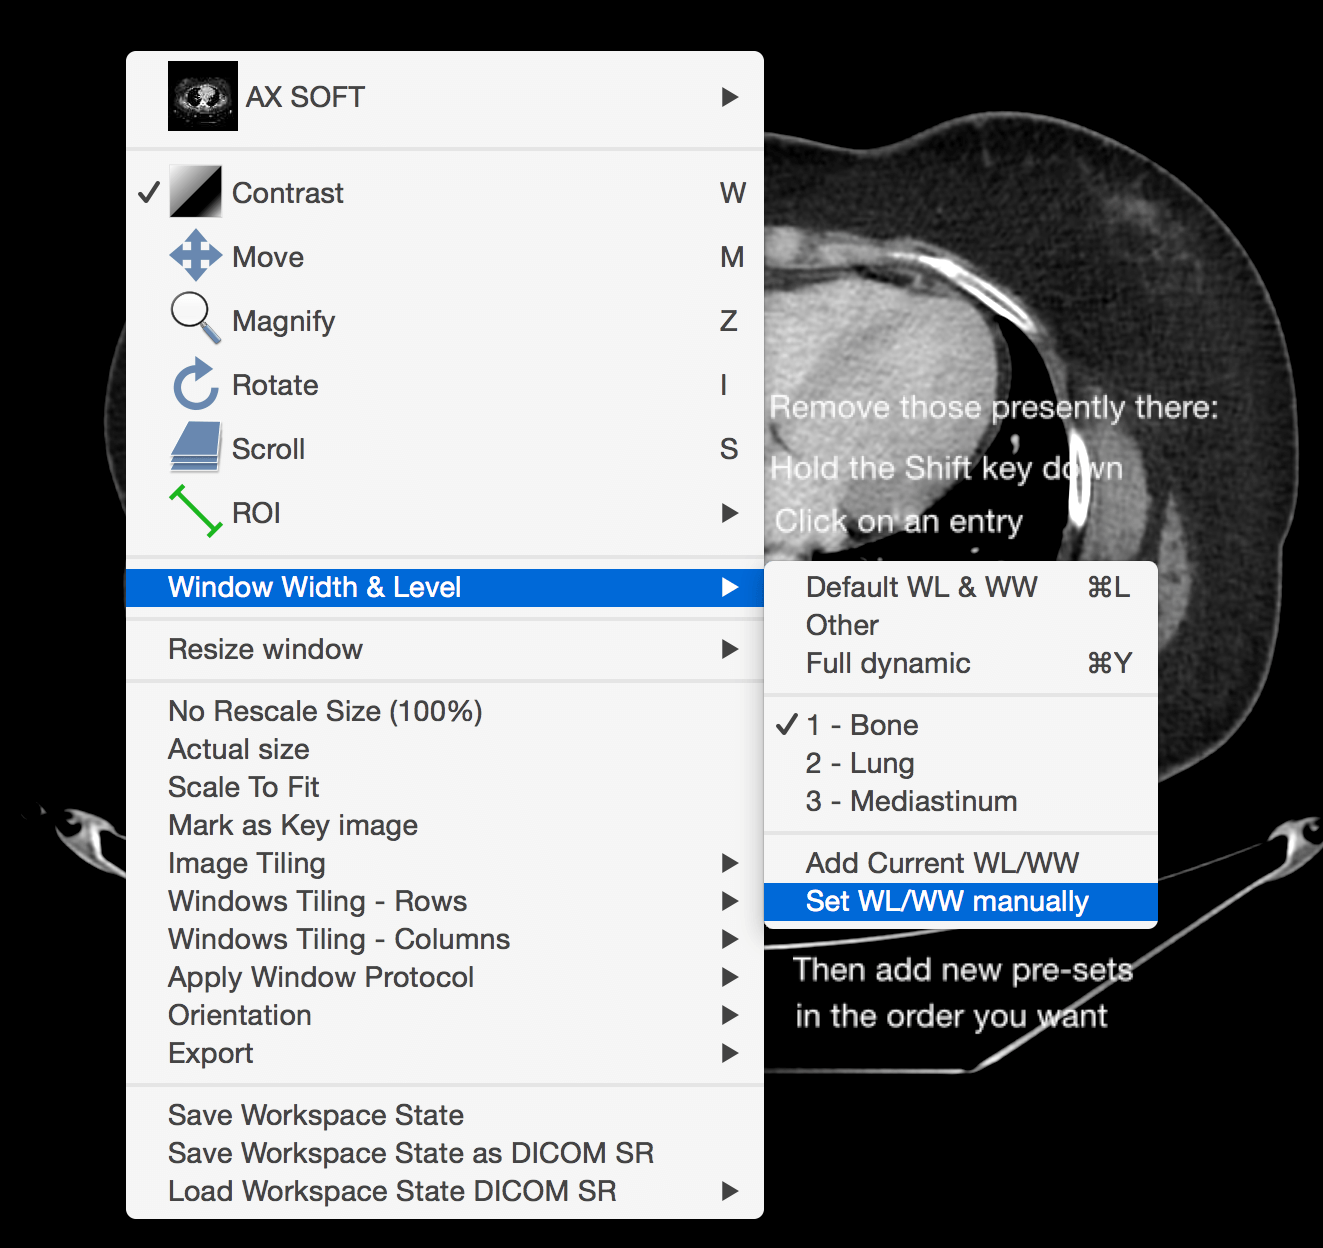 AX SOFT
Contrast W
Move M
Magnify Z
Rotate I
Scroll S
ROI
Window Width & Level
Resize window
No Rescale Size (100%)
Actual size
Scale To Fit
Mark as Key image
Image Tiling
Windows Tiling - Rows
Windows Tiling - Columns
Apply Window Protocol
Orientation
Export
Save Workspace State
Save Workspace State as DICOM SR
Load Workspace State DICOM SR
Remove those presently there:
Hold the Shift key down
Click on an entry
Default WL & WW ⌘L
Other
Full dynamic ⌘Y
1 - Bone
2 - Lung
3 - Mediastinum
Add Current WL/WW
Set WL/WW manually
Then add new pre-sets
in the order you want